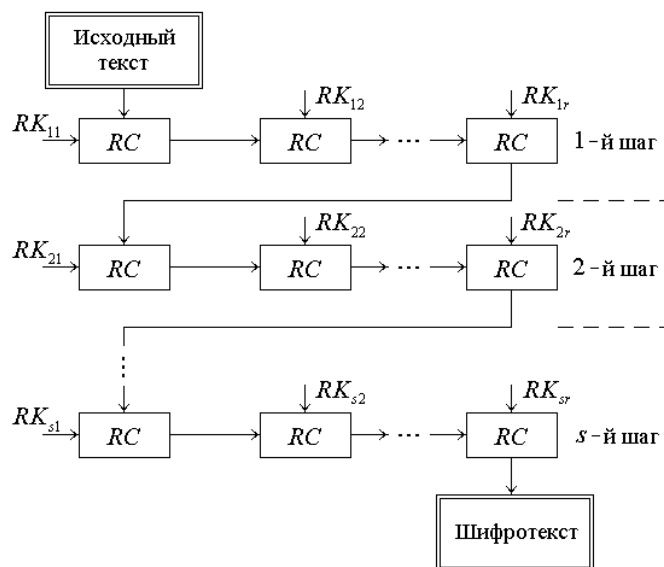 Исходный
текст
RK₁₁
RK₁₂
RK₁ᵣ
RC
RC
...
RC
1-й шаг
RK₂₁
RK₂₂
RK₂ᵣ
RC
RC
...
RC
2-й шаг
...
RKₛ₁
RKₛ₂
RKₛᵣ
RC
RC
...
RC
s-й шаг
Шифротекст